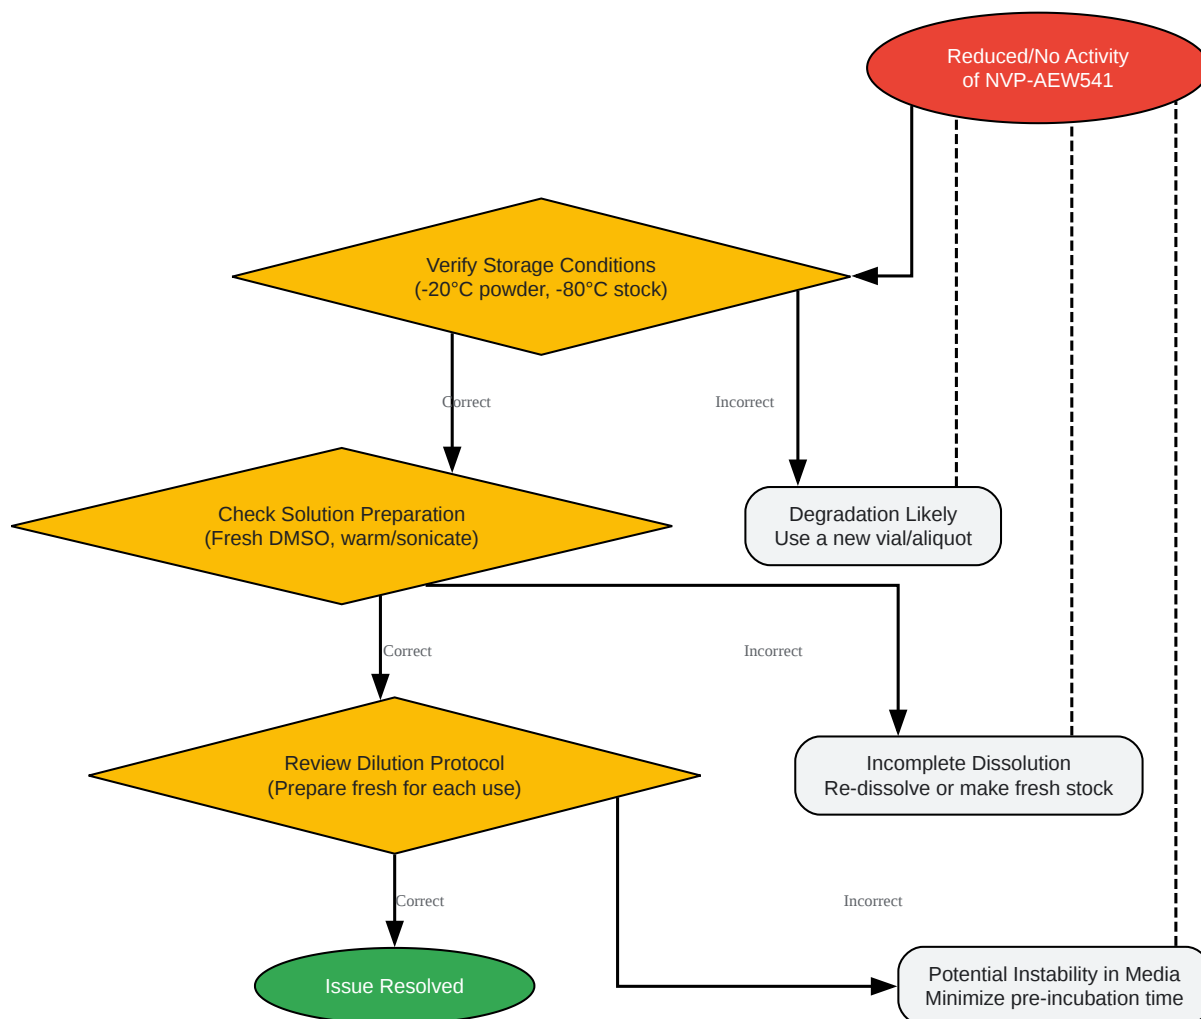 Reduced/No Activity
of NVP-AEW541
Verify Storage Conditions
(-20°C powder, -80°C stock)
Correct
Incorrect
Check Solution Preparation
(Fresh DMSO, warm/sonicate)
Degradation Likely
Use a new vial/aliquot
Correct
Incorrect
Review Dilution Protocol
(Prepare fresh for each use)
Incomplete Dissolution
Re-dissolve or make fresh stock
Correct
Incorrect
Issue Resolved
Potential Instability in Media
Minimize pre-incubation time